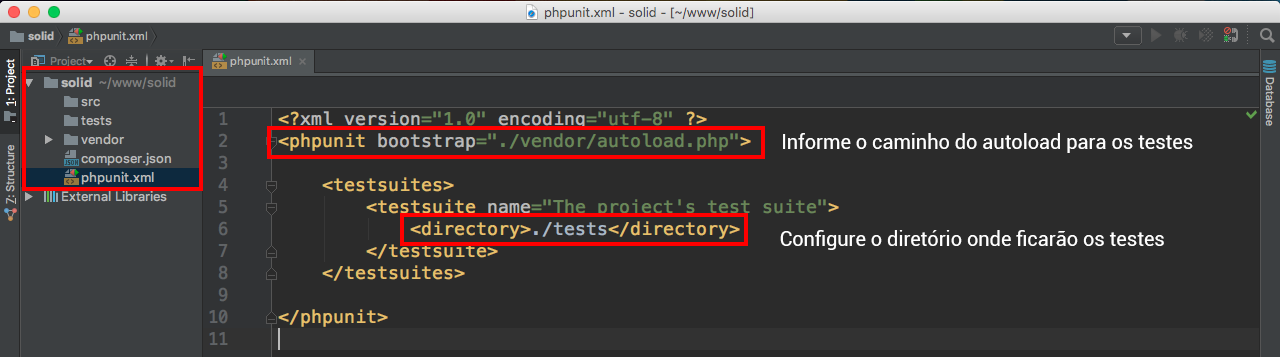 phpunit.xml - solid - [~/www/solid]
solid phpunit.xml
Project
phpunit.xml
1: Project
Z: Structure
Database
solid ~/www/solid
src
tests
vendor
composer.json
phpunit.xml
External Libraries
1 <?xml version="1.0" encoding="utf-8" ?>
2 <phpunit bootstrap="./vendor/autoload.php">
Informe o caminho do autoload para os testes
3
4 <testsuites>
5 <testsuite name="The project's test suite">
6 <directory>./tests</directory>
Configure o diretório onde ficarão os testes
7 </testsuite>
8 </testsuites>
9
10 </phpunit>
11